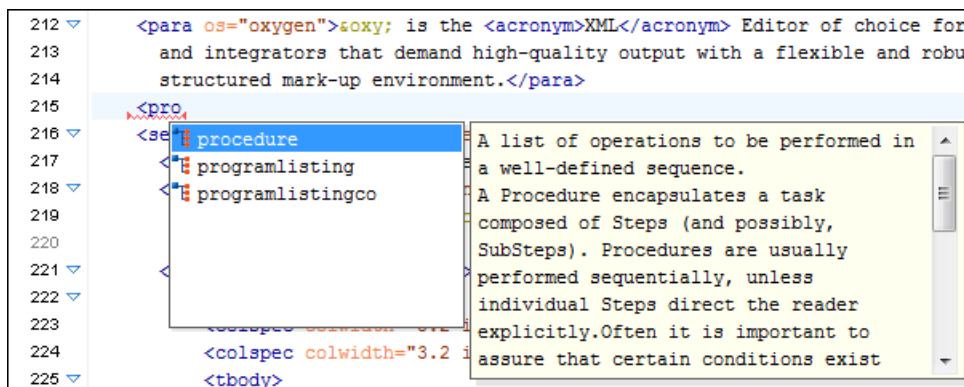 212 <para os="oxygen">&oxy; is the <acronym>XML</acronym> Editor of choice for
213 and integrators that demand high-quality output with a flexible and robu
214 structured mark-up environment.</para>
215 <pro
216 <se
217 <
218 <
219
220
221 <
222
223
224 <colspec colwidth="3.2 i
225 <tbody>
procedure
programlisting
programlistingco
A list of operations to be performed in
a well-defined sequence.
A Procedure encapsulates a task
composed of Steps (and possibly,
SubSteps). Procedures are usually
performed sequentially, unless
individual Steps direct the reader
explicitly.Often it is important to
assure that certain conditions exist